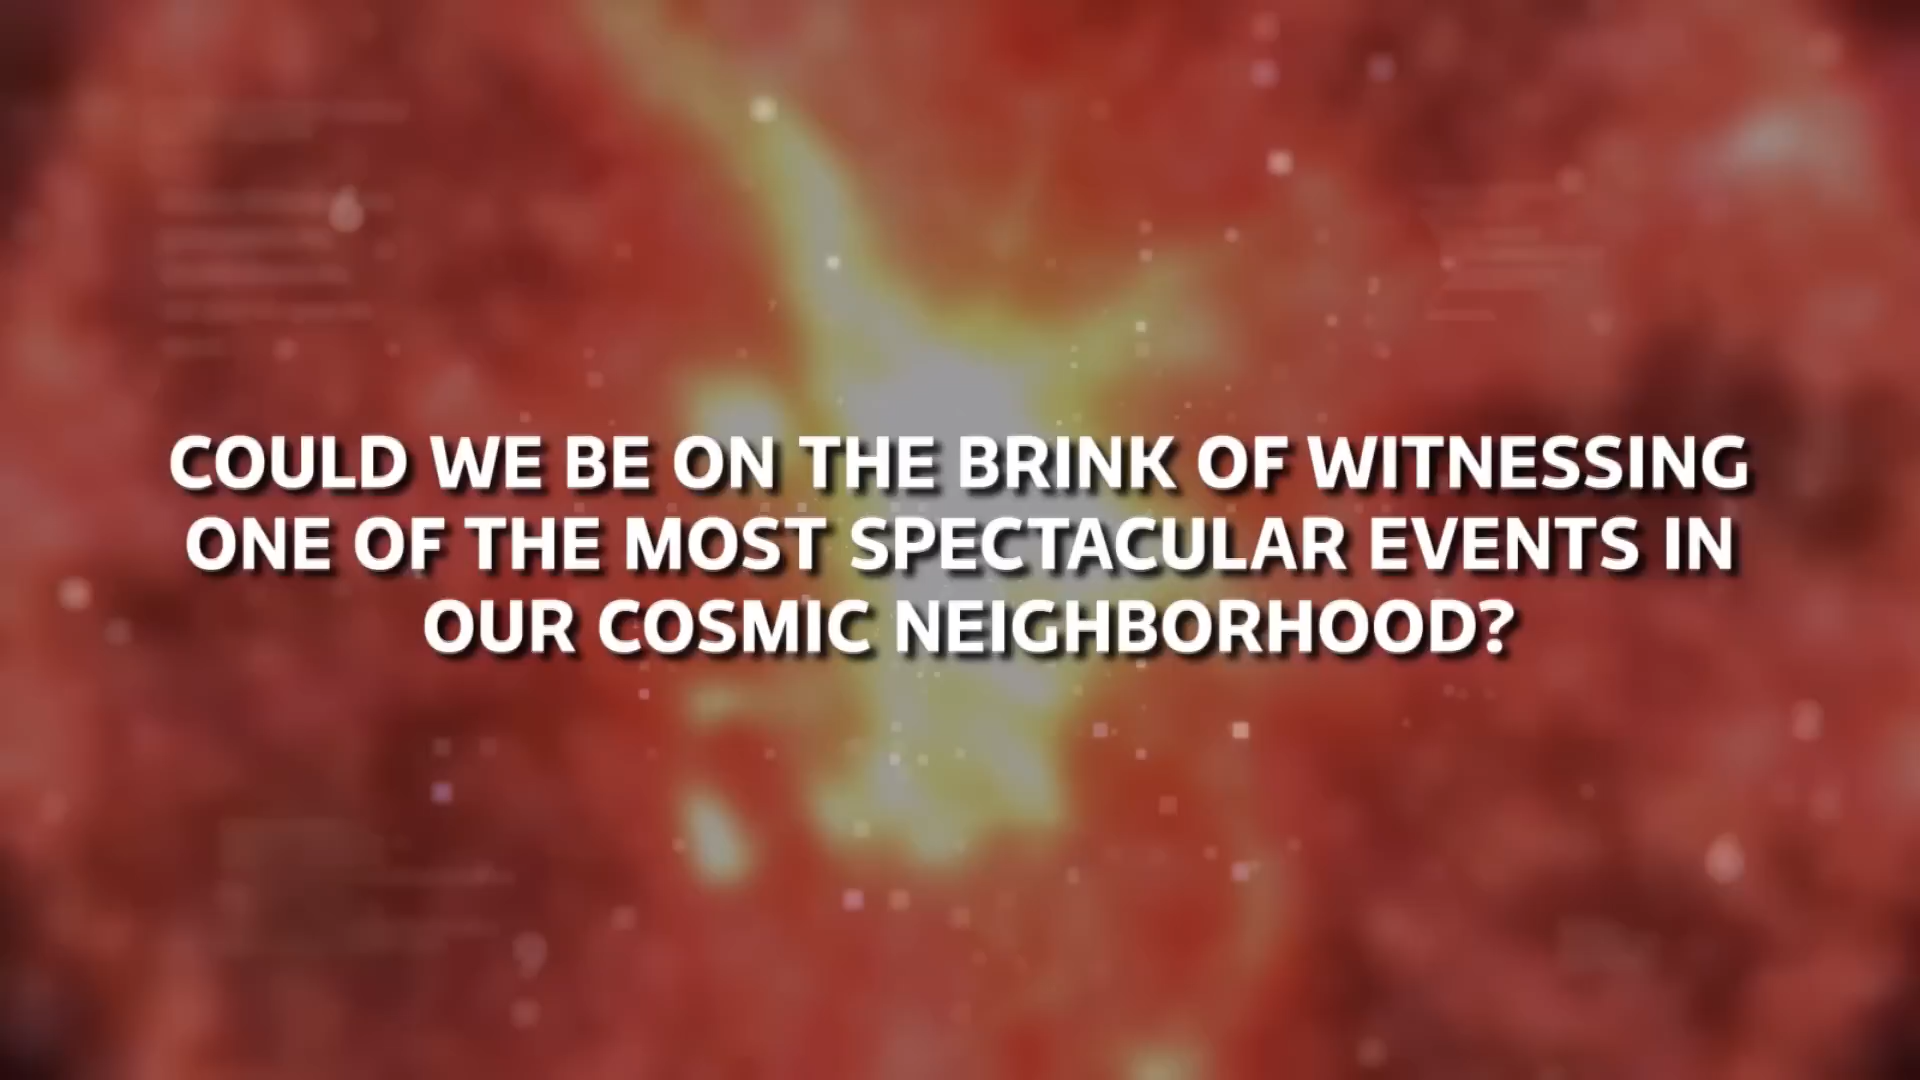 COULD WE BE ON THE BRINK OF WITNESSING
ONE OF THE MOST SPECTACULAR EVENTS IN
OUR COSMIC NEIGHBORHOOD?